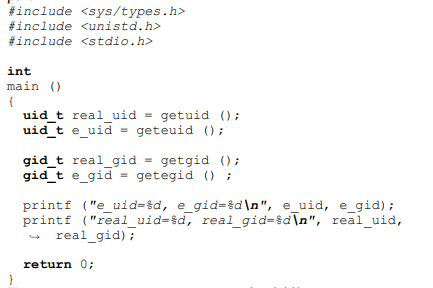 #include <sys/types.h>
#include <unistd.h>
#include <stdio.h>
int
main ()
{
uid_t real_uid = getuid ();
uid_t e_uid = geteuid ();
gid_t real_gid = getgid ();
gid_t e_gid = getegid () ;
printf ("e_uid=%d, e_gid=%d\n", e_uid, e_gid);
printf ("real_uid=%d, real_gid=%d\n", real_uid,
↪ real_gid);
return 0;
}